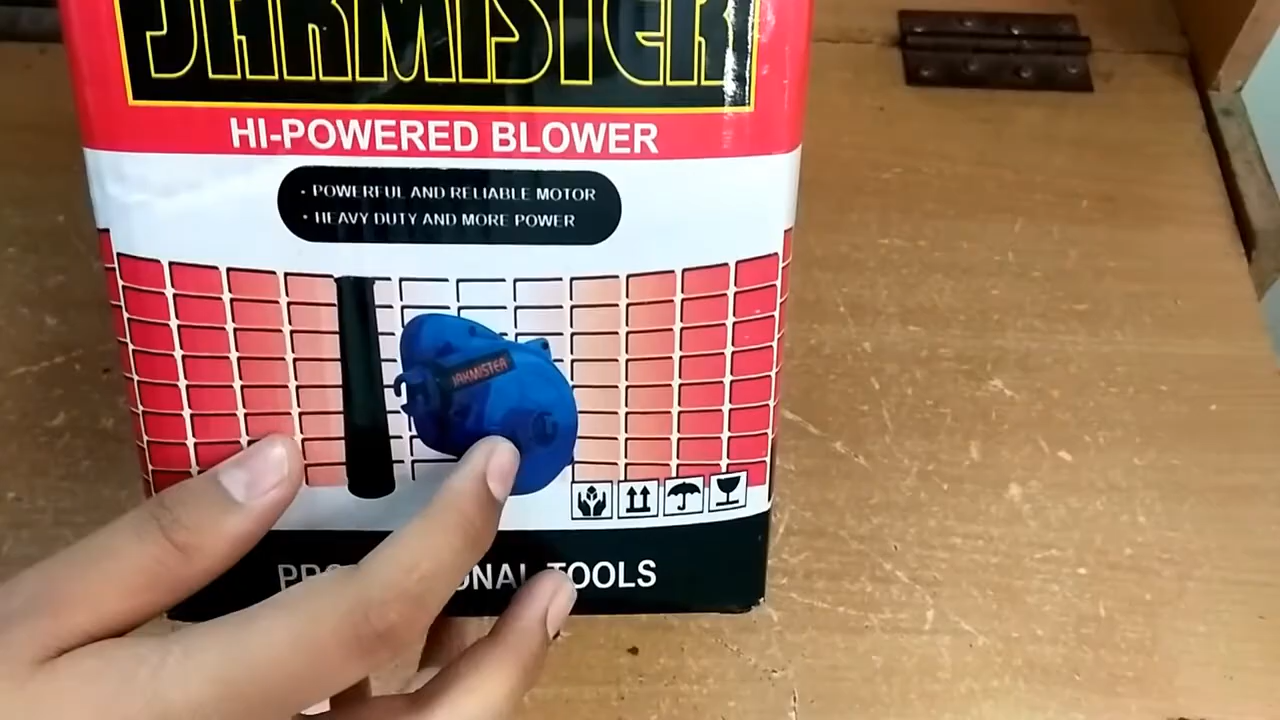 JAKMISTER
HI-POWERED BLOWER
· POWERFUL AND RELIABLE MOTOR
· HEAVY DUTY AND MORE POWER
JAKMISTER
TOOLS